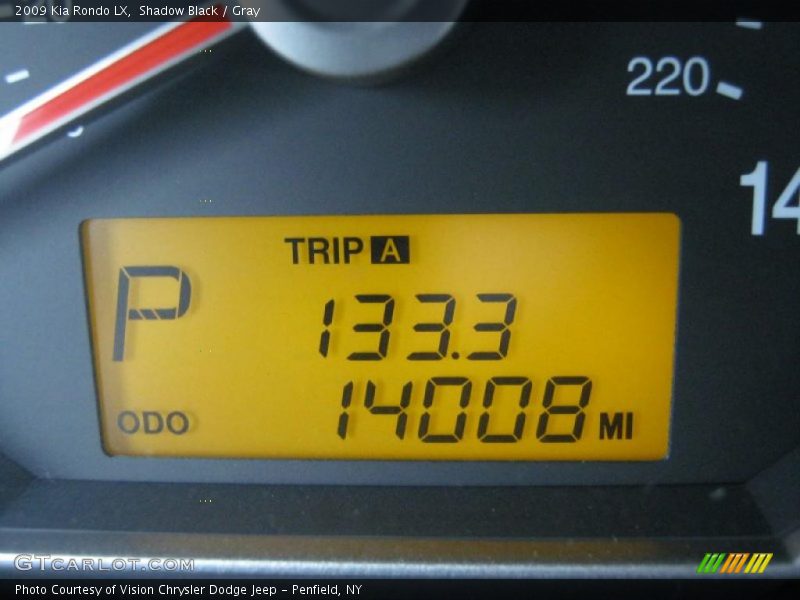 2009 Kia Rondo LX, Shadow Black / Gray
220
14
TRIP A
P
133.3
ODO 14008 MI
GTCARLOT.COM
Photo Courtesy of Vision Chrysler Dodge Jeep - Penfield, NY